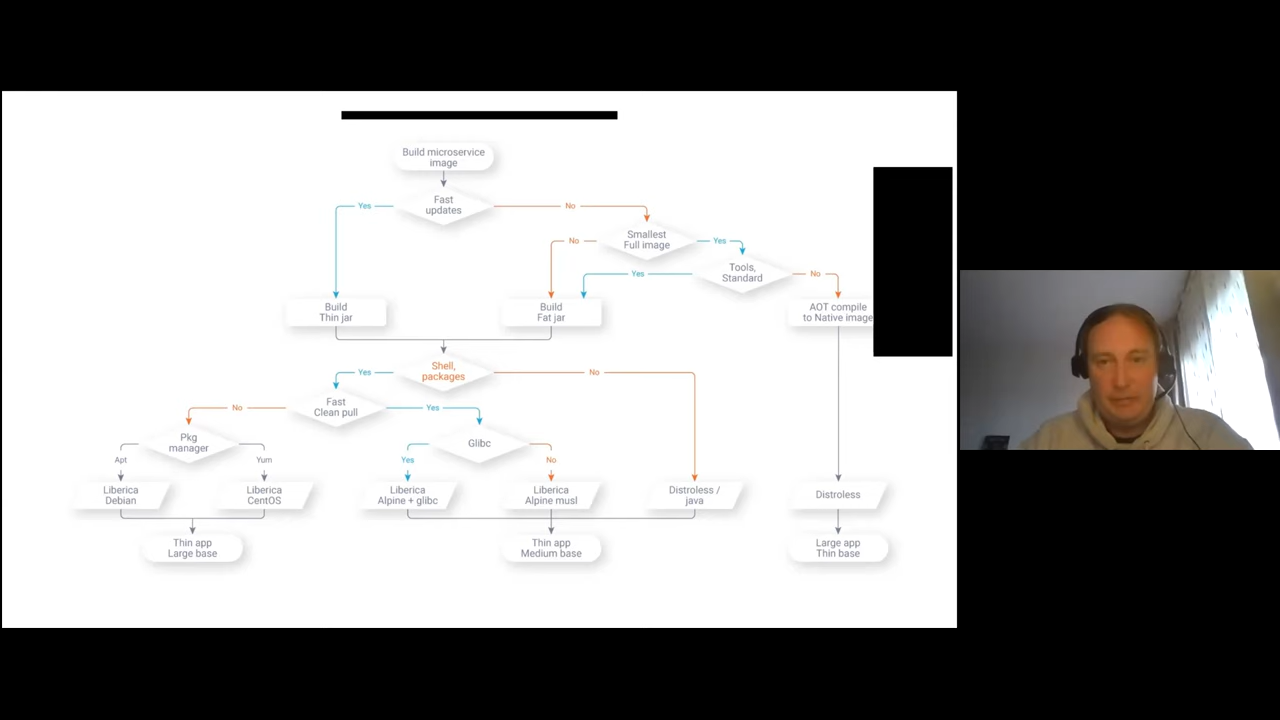 Build microservice
image
Fast
updates
Yes
No
Smallest
Full image
No
Yes
Tools,
Standard
Yes
No
Build
Thin jar
Build
Fat jar
AOT compile
to Native image
Shell,
packages
Yes
No
Fast
Clean pull
No
Yes
Pkg
manager
Glibc
Apt
Yum
Yes
No
Liberica
Debian
Liberica
CentOS
Liberica
Alpine + glibc
Liberica
Alpine musl
Distroless /
java
Distroless
Thin app
Large base
Thin app
Medium base
Large app
Thin base